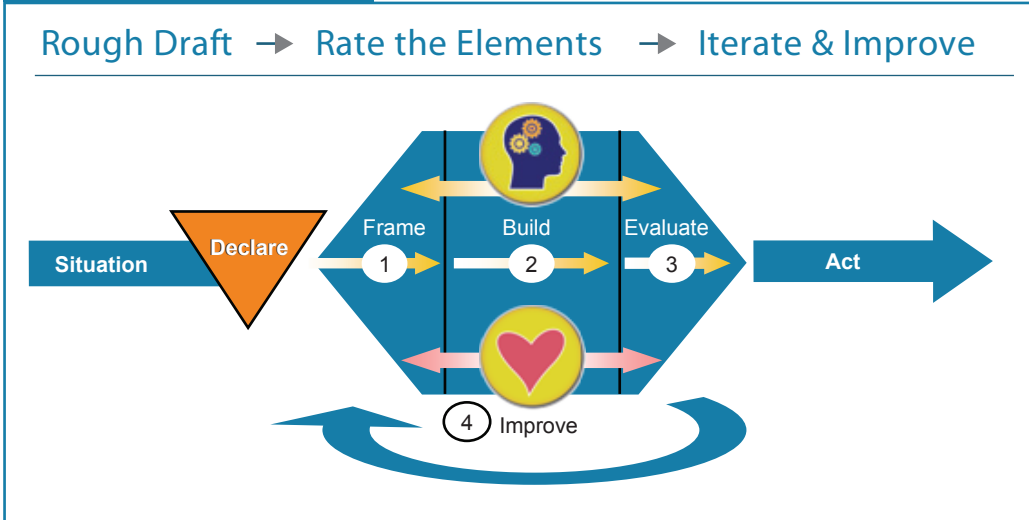 Rough Draft → Rate the Elements → Iterate & Improve
Frame Build Evaluate
Situation Declare 1 2 3 Act
4 Improve